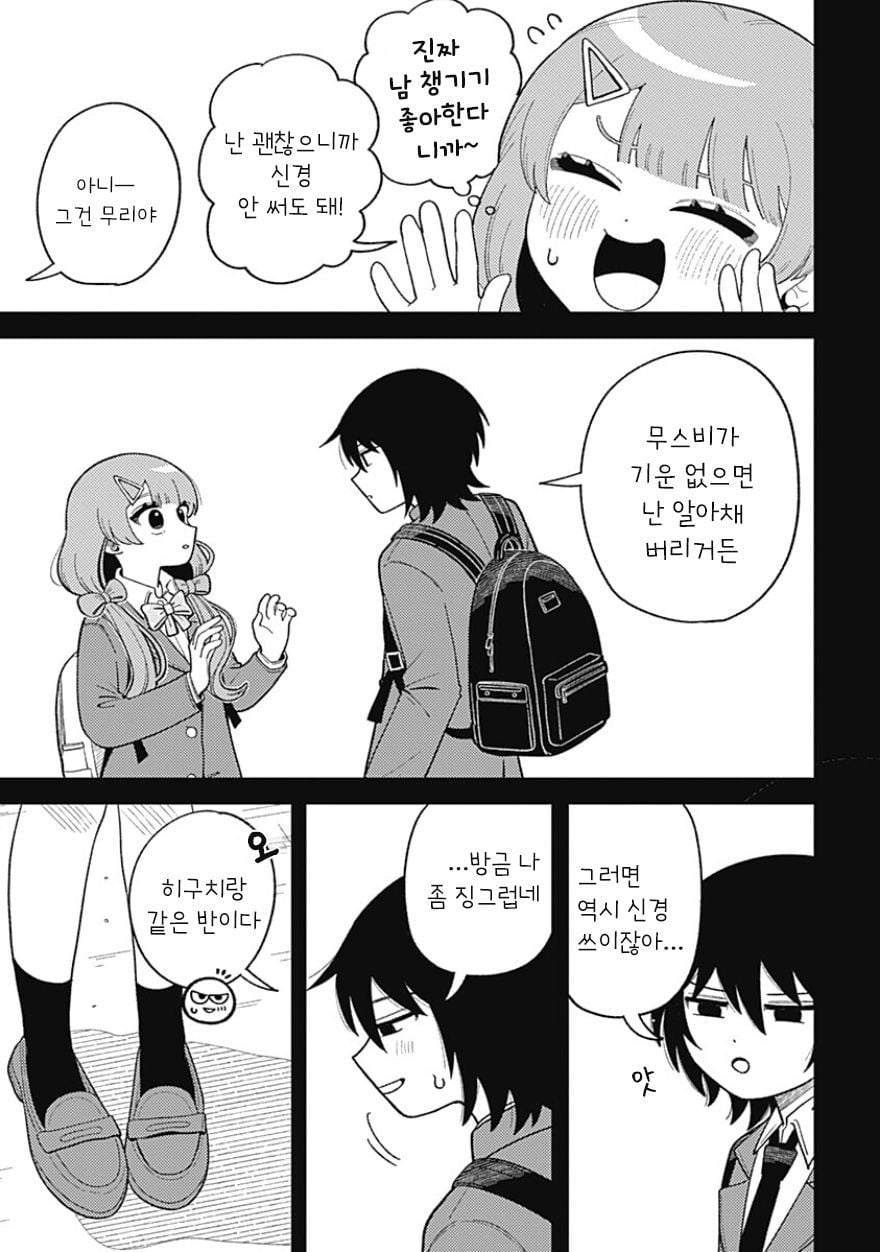 진짜
남 챙기기
좋아한다
니까~
난 괜찮으니까
신경
안 써도 돼!
아니—
그건 무리야
무스비가
기운 없으면
난 알아채
버리거든
그러면
역시 신경
쓰이잖아…
앗
…방금 나
좀 징그럽네
오
히구치랑
같은 반이다